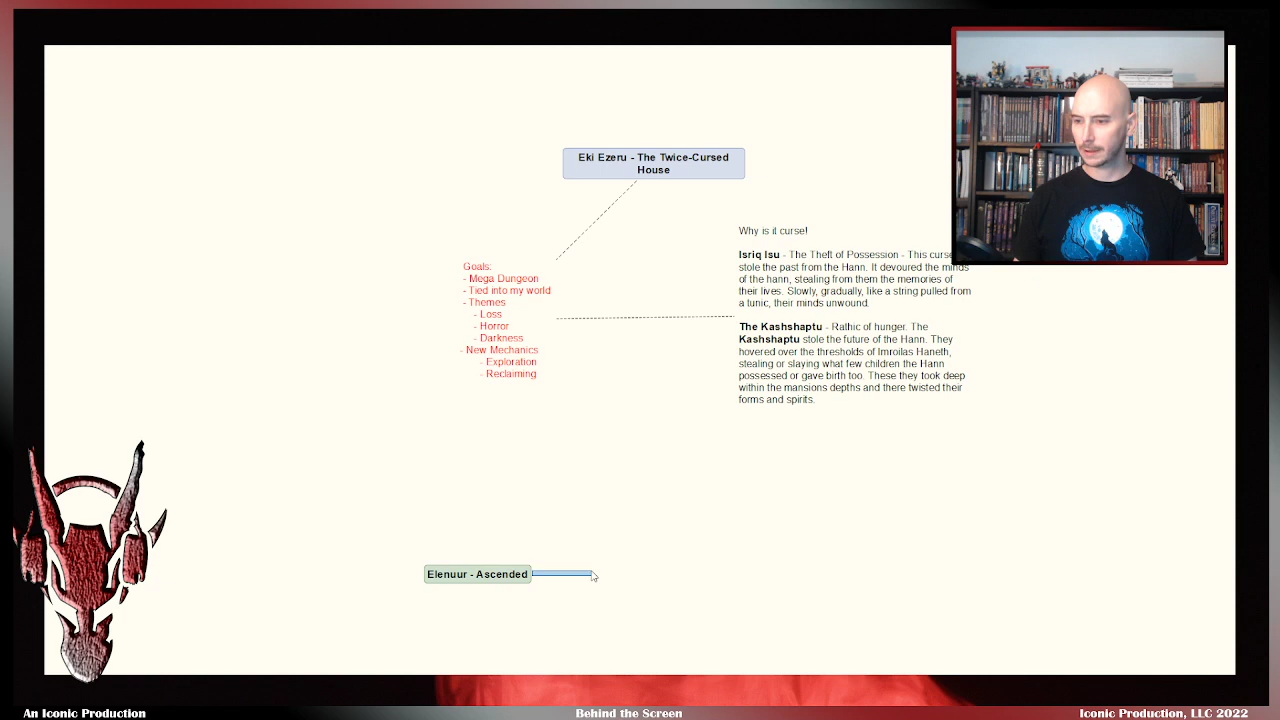 Eki Ezeru - The Twice-Cursed
House
Why is it curse!
Isriq Isu - The Theft of Possession - This curse
stole the past from the Hann. It devoured the minds
of the hann, stealing from them the memories of
their lives. Slowly, gradually, like a string pulled from
a tunic, their minds unwound.
Goals:
- Mega Dungeon
- Tied into my world
- Themes
- Loss
- Horror
- Darkness
- New Mechanics
- Exploration
- Reclaiming
The Kashshaptu - Rathic of hunger. The
Kashshaptu stole the future of the Hann. They
hovered over the thresholds of Imroilas Haneth,
stealing or slaying what few children the Hann
possessed or gave birth too. These they took deep
within the mansions depths and there twisted their
forms and spirits.
Elenuur - Ascended
An Iconic Production
Behind the Screen
Iconic Production, LLC 2022